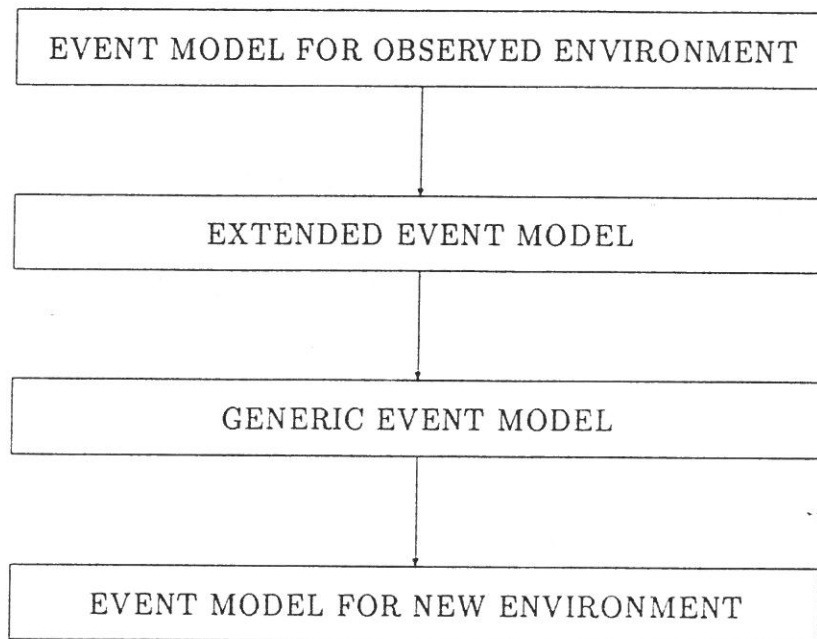 EVENT MODEL FOR OBSERVED ENVIRONMENT
EXTENDED EVENT MODEL
GENERIC EVENT MODEL
EVENT MODEL FOR NEW ENVIRONMENT